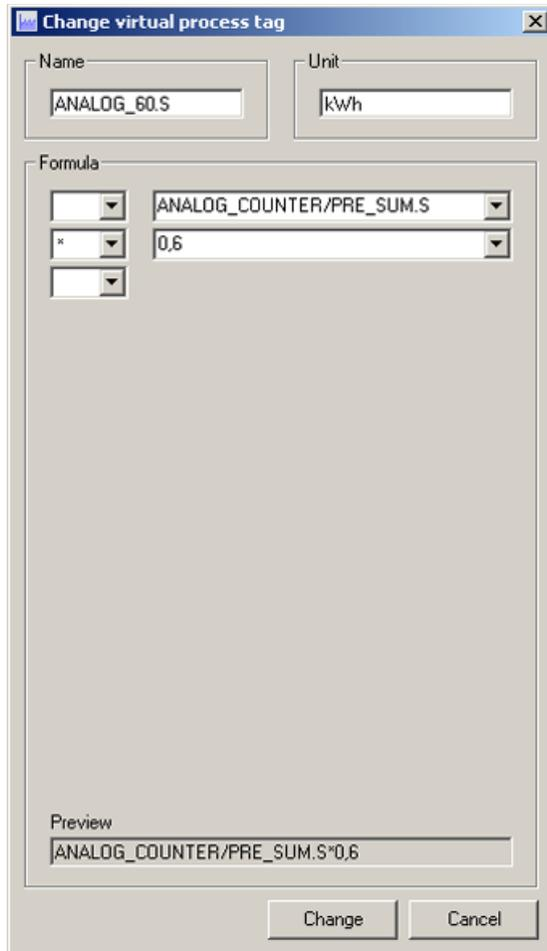 Change virtual process tag
Name
Unit
ANALOG_60.S
kWh
Formula
ANALOG_COUNTER/PRE_SUM.S
* 0,6
Preview
ANALOG_COUNTER/PRE_SUM.S*0,6
Change
Cancel